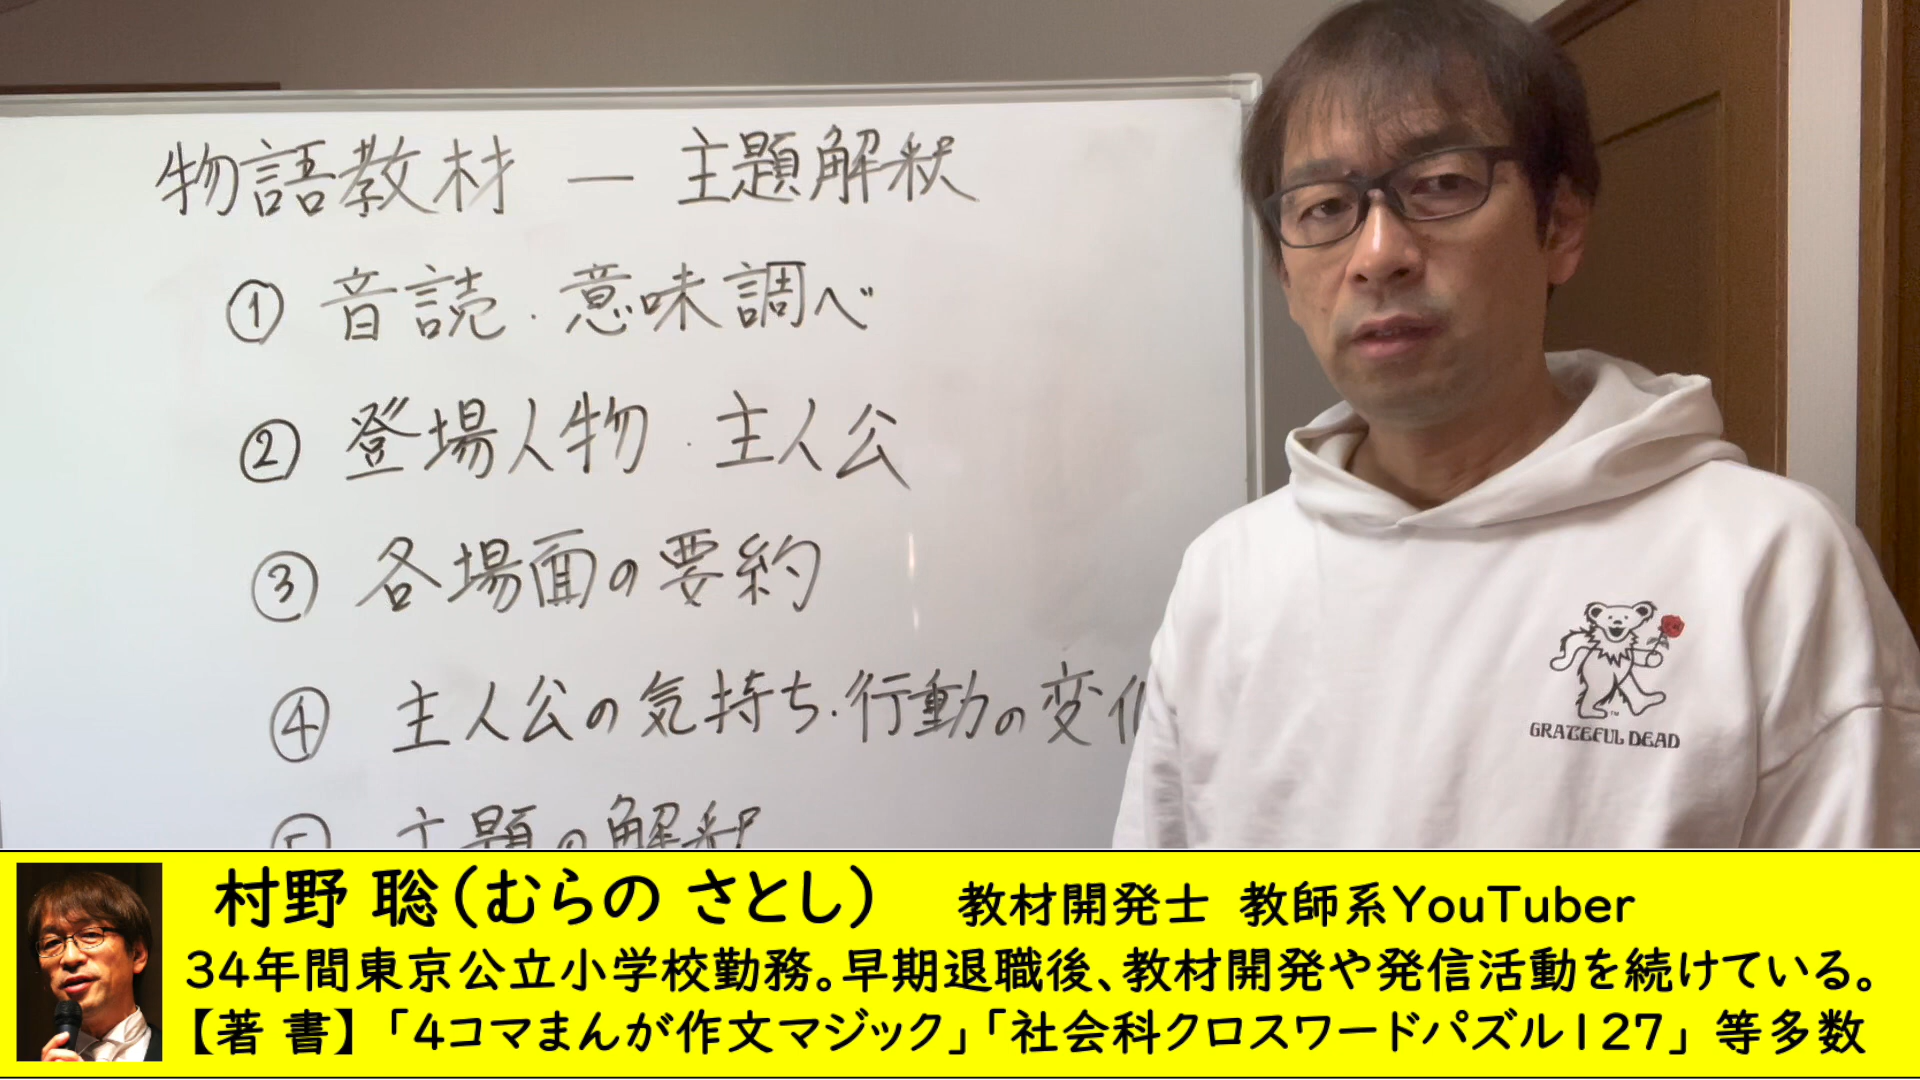 物語教材 — 主題解釈
① 音読・意味調べ
② 登場人物・主人公
③ 各場面の要約
④ 主人公の気持ち・行動の変化
⑤ 主題の解釈
GRATEFUL DEAD
村野 聡（むらの さとし） 教材開発士 教師系YouTuber
34年間東京公立小学校勤務。早期退職後、教材開発や発信活動を続けている。
【著 書】「4コマまんが作文マジック」「社会科クロスワードパズル127」等多数